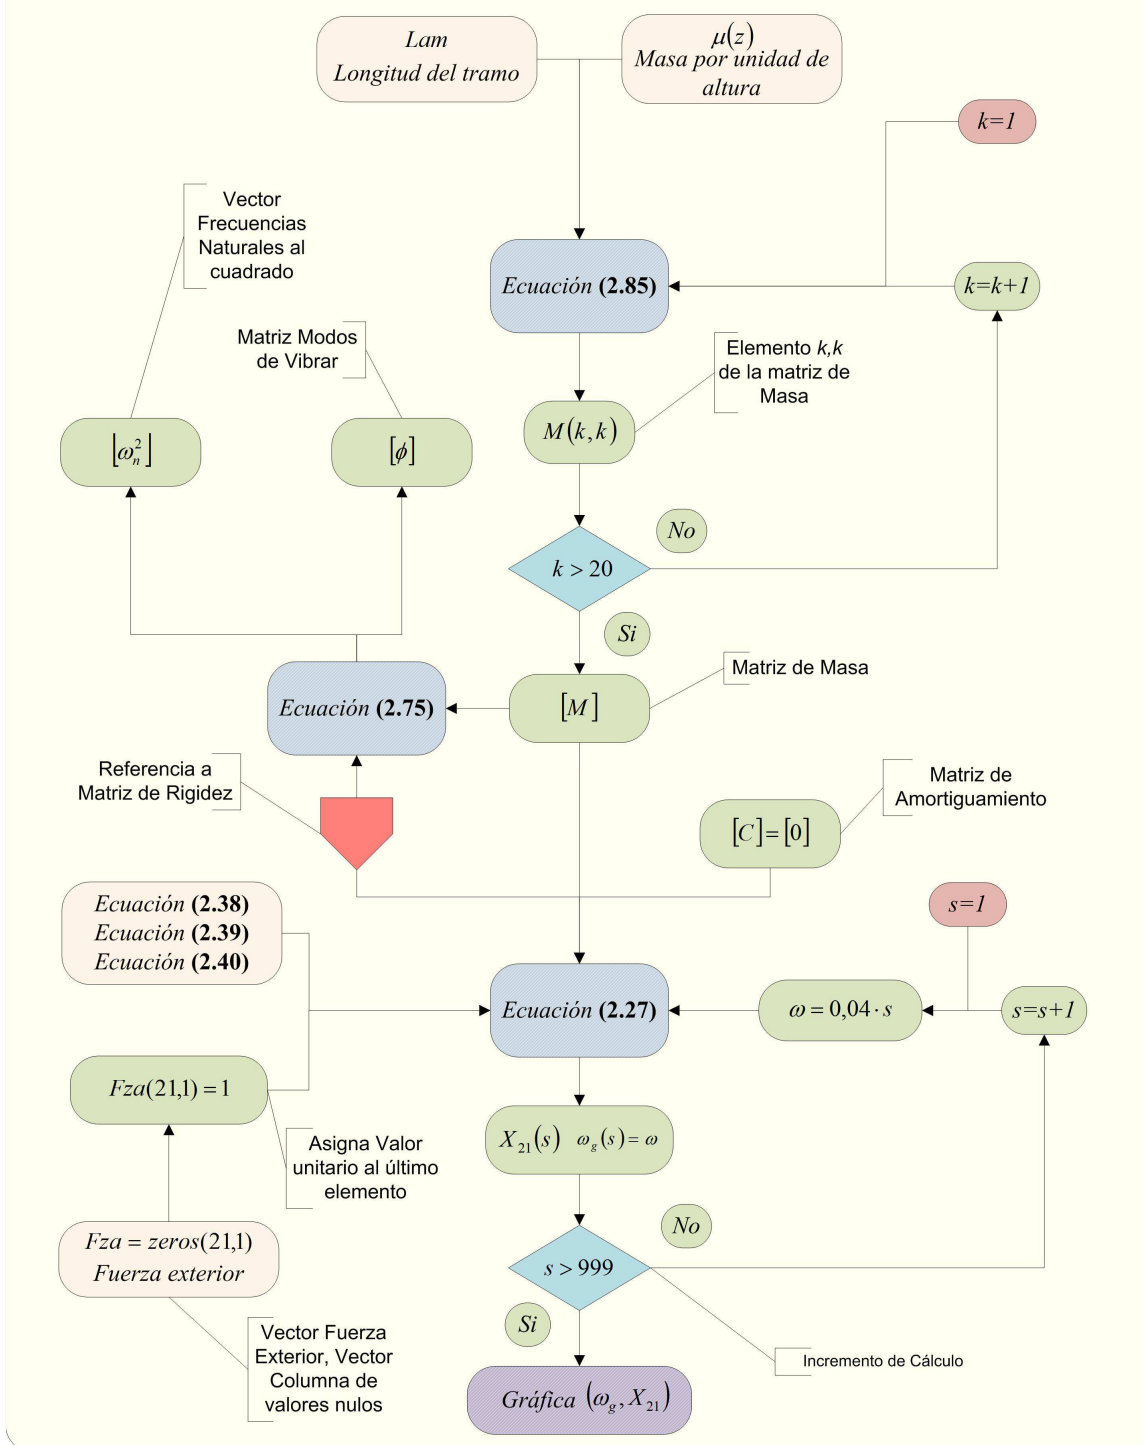 Lam
Longitud del tramo
μ(z)
Masa por unidad de
altura
k=1
Vector
Frecuencias
Naturales al
cuadrado
Ecuación (2.85)
k=k+1
Matriz Modos
de Vibrar
Elemento k,k
de la matriz de
Masa
M(k,k)
⌊ω_n^2⌋
[ϕ]
No
k > 20
Si
Matriz de Masa
Ecuación (2.75)
[M]
Referencia a
Matriz de Rigidez
Matriz de
Amortiguamiento
[C]=[0]
Ecuación (2.38)
Ecuación (2.39)
Ecuación (2.40)
s=1
Ecuación (2.27)
ω = 0,04 · s
s=s+1
Fza(21,1) = 1
X_21(s) ω_g(s) = ω
Asigna Valor
unitario al último
elemento
No
Fza = zeros(21,1)
Fuerza exterior
s > 999
Si
Vector Fuerza
Exterior, Vector
Columna de
valores nulos
Incremento de Cálculo
Gráfica (ω_g, X_21)